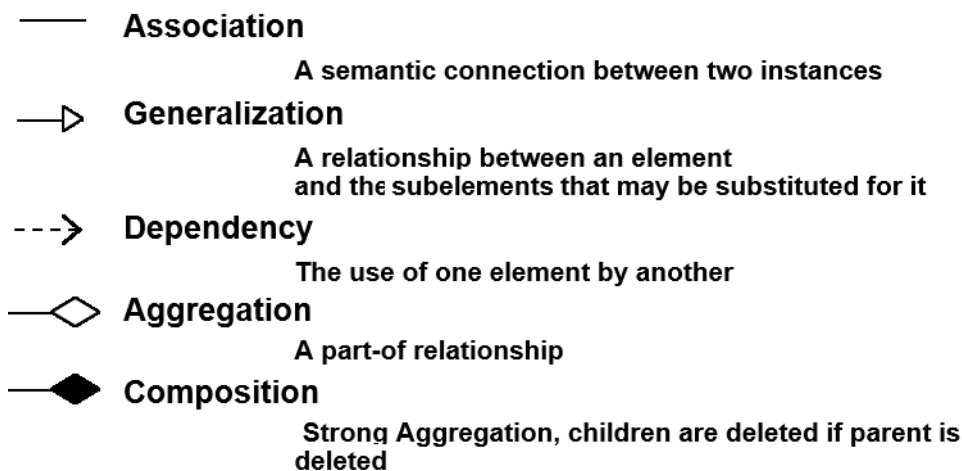 Association
A semantic connection between two instances
Generalization
A relationship between an element
and the subelements that may be substituted for it
Dependency
The use of one element by another
Aggregation
A part-of relationship
Composition
Strong Aggregation, children are deleted if parent is
deleted